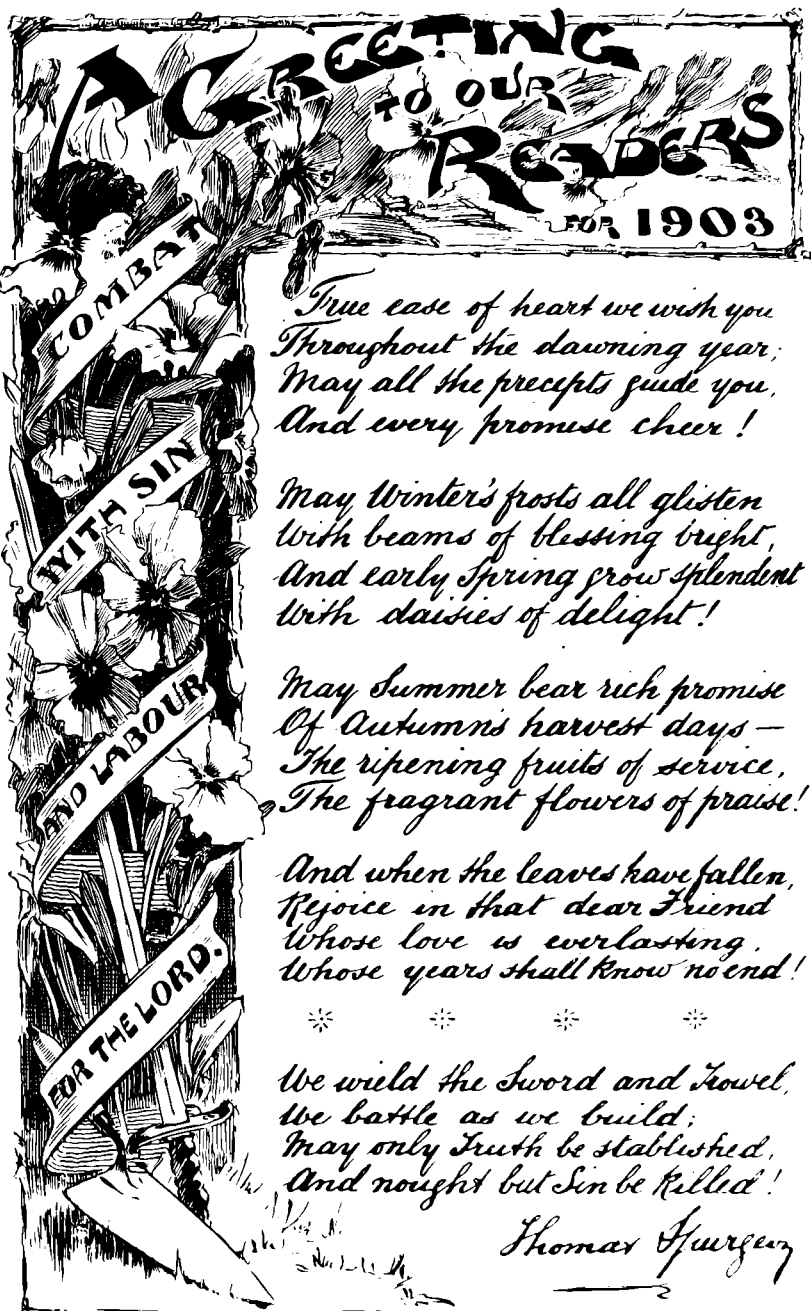 A GREETING
TO OUR
READERS
FOR 1903
COMBAT
WITH SIN
AND LABOUR
FOR THE LORD.
True ease of heart we wish you
Throughout the dawning year;
May all the precepts guide you,
And every promise cheer!
May Winter's frosts all glisten
With beams of blessing bright,
And early Spring grow splendent
With daisies of delight!
May Summer bear rich promise
Of Autumn's harvest days —
The ripening fruits of service,
The fragrant flowers of praise!
And when the leaves have fallen,
Rejoice in that dear Friend
Whose love is everlasting,
Whose years shall know no end!
We wield the Sword and Trowel,
We battle as we build;
May only Truth be stablished,
And nought but Sin be killed!
Thomas Spurgeon